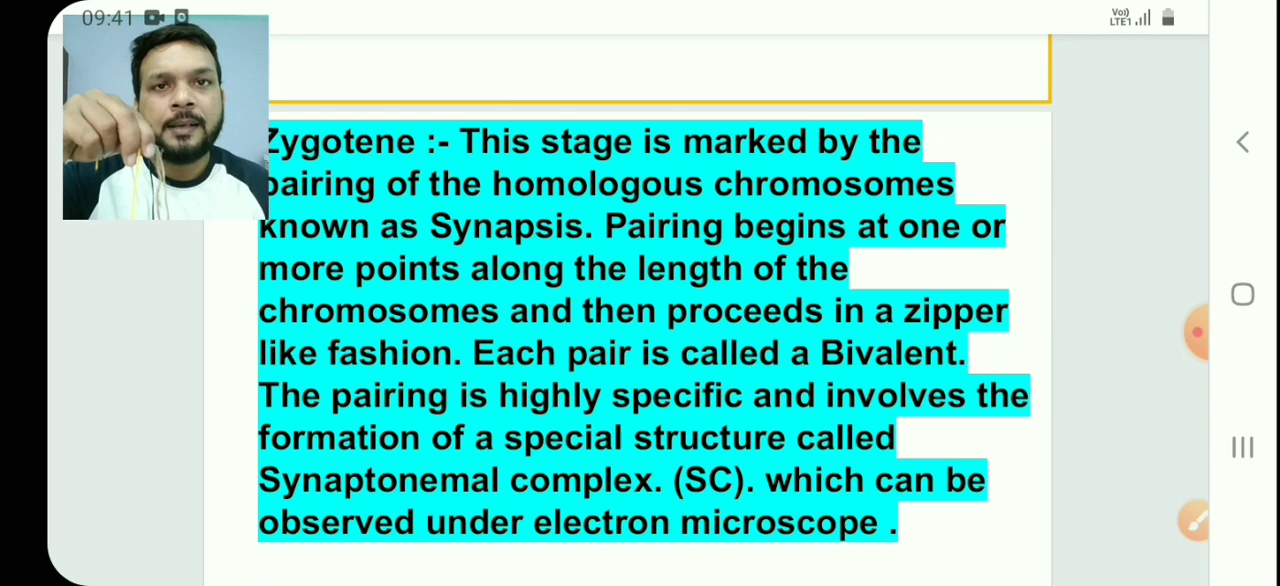 09:41
Vo))
LTE1
Zygotene :- This stage is marked by the
pairing of the homologous chromosomes
known as Synapsis. Pairing begins at one or
more points along the length of the
chromosomes and then proceeds in a zipper
like fashion. Each pair is called a Bivalent.
The pairing is highly specific and involves the
formation of a special structure called
Synaptonemal complex. (SC). which can be
observed under electron microscope .